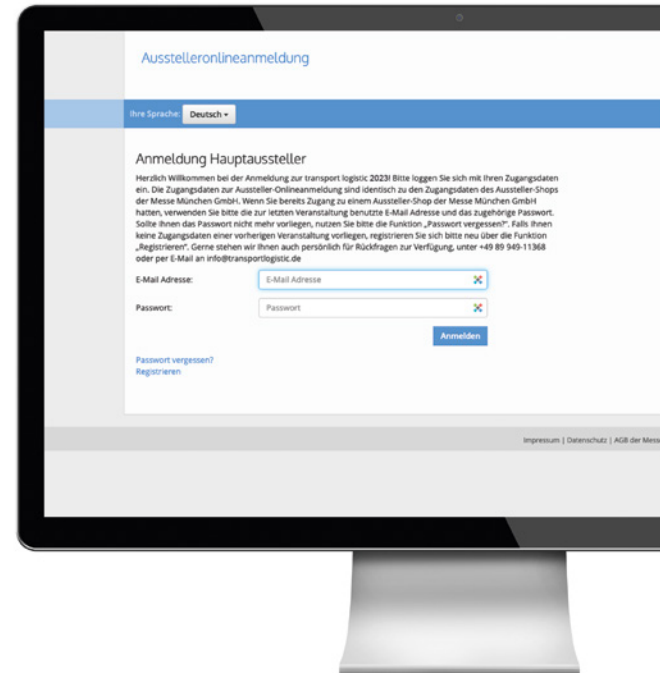 Ausstelleronlineanmeldung
Ihre Sprache: Deutsch
Anmeldung Hauptaussteller
Herzlich Willkommen bei der Anmeldung zur transport logistic 2023! Bitte loggen Sie sich mit Ihren Zugangsdaten
ein. Die Zugangsdaten zur Aussteller-Onlineanmeldung sind identisch zu den Zugangsdaten des Aussteller-Shops
der Messe München GmbH. Wenn Sie bereits Zugang zu einem Aussteller-Shop der Messe München GmbH
hatten, verwenden Sie bitte die zur letzten Veranstaltung benutzte E-Mail Adresse und das zugehörige Passwort.
Sollte Ihnen das Passwort nicht mehr vorliegen, nutzen Sie bitte die Funktion „Passwort vergessen?". Falls Ihnen
keine Zugangsdaten einer vorherigen Veranstaltung vorliegen, registrieren Sie sich bitte neu über die Funktion
„Registrieren". Gerne stehen wir Ihnen auch persönlich für Rückfragen zur Verfügung, unter +49 89 949-11368
oder per E-Mail an info@transportlogistic.de
E-Mail Adresse: E-Mail Adresse
Passwort: Passwort
Anmelden
Passwort vergessen?
Registrieren
Impressum | Datenschutz | AGB der Messe